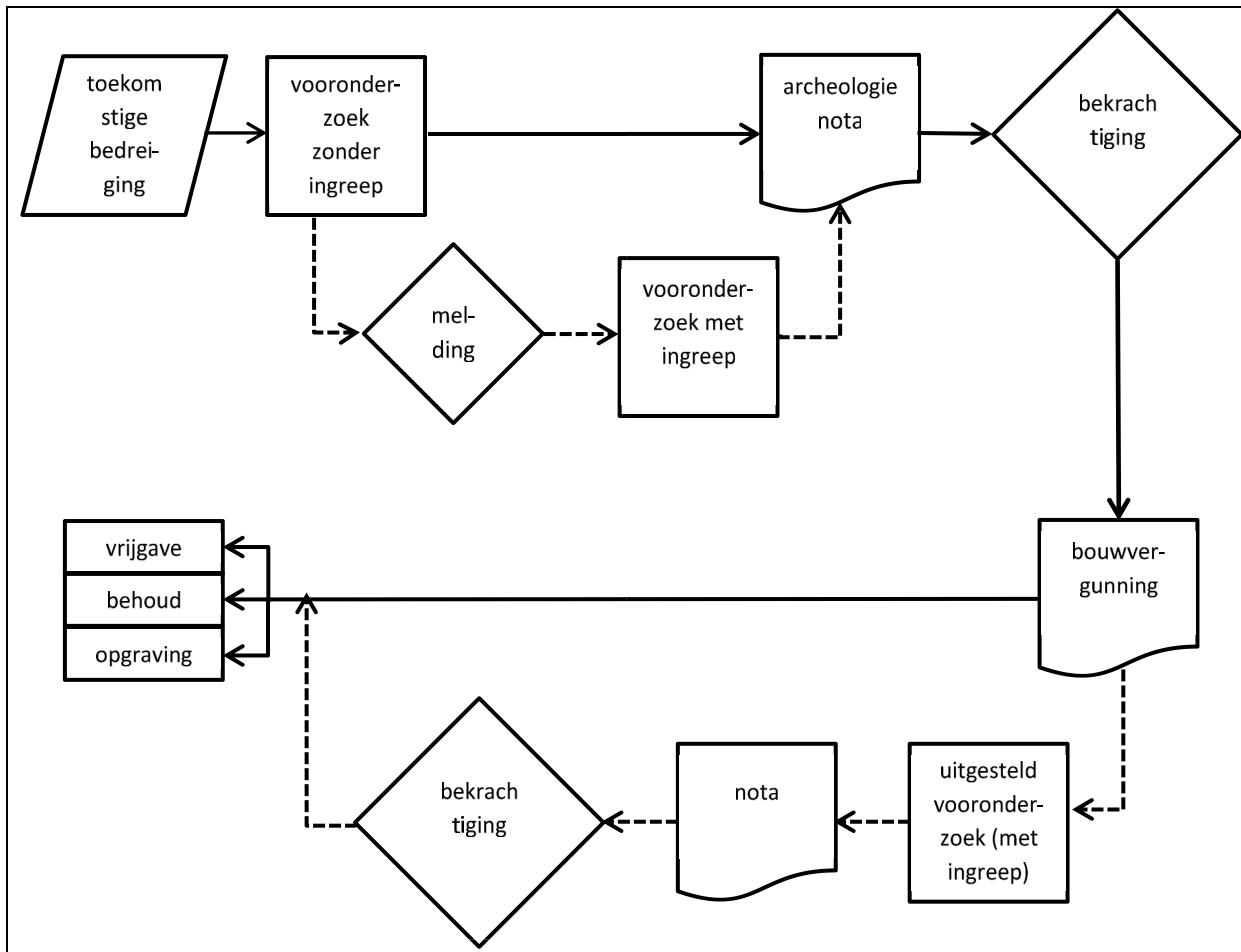 toekom
stige
bedrei-
ging
vooronder-
zoek
zonder
ingreep
archeologie
nota
bekrach
tiging
mel-
ding
vooronder-
zoek met
ingreep
bouwver-
gunning
vrijgave
behoud
opgraving
bekrach
tiging
nota
uitgesteld
vooronder-
zoek (met
ingreep)